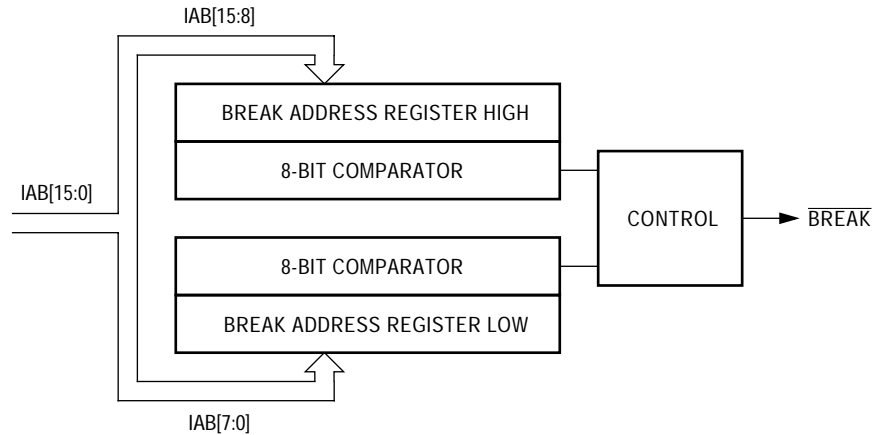 IAB[15:8]
BREAK ADDRESS REGISTER HIGH
8-BIT COMPARATOR
IAB[15:0]
CONTROL
BREAK
8-BIT COMPARATOR
BREAK ADDRESS REGISTER LOW
IAB[7:0]